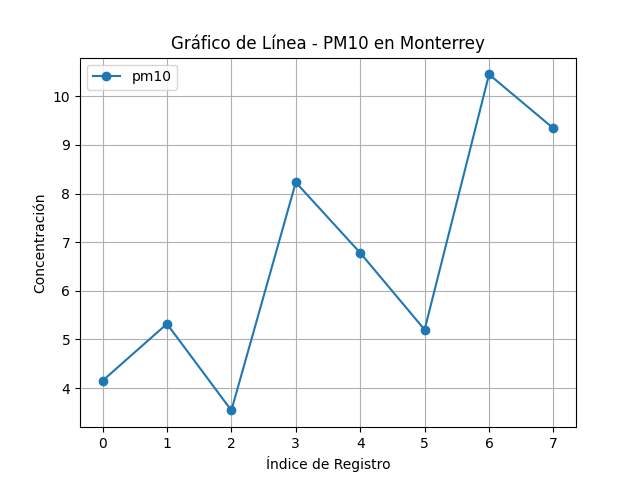 Gráfico de Línea - PM10 en Monterrey
pm10
Concentración
10
9
8
7
6
5
4
0 1 2 3 4 5 6 7
Índice de Registro